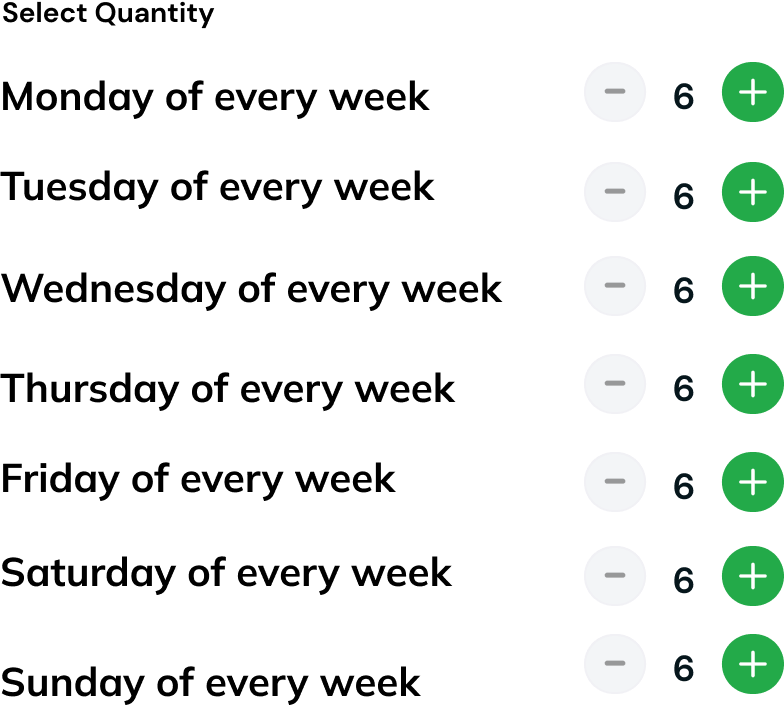 Select Quantity
Monday of every week − 6 +
Tuesday of every week − 6 +
Wednesday of every week − 6 +
Thursday of every week − 6 +
Friday of every week − 6 +
Saturday of every week − 6 +
Sunday of every week − 6 +